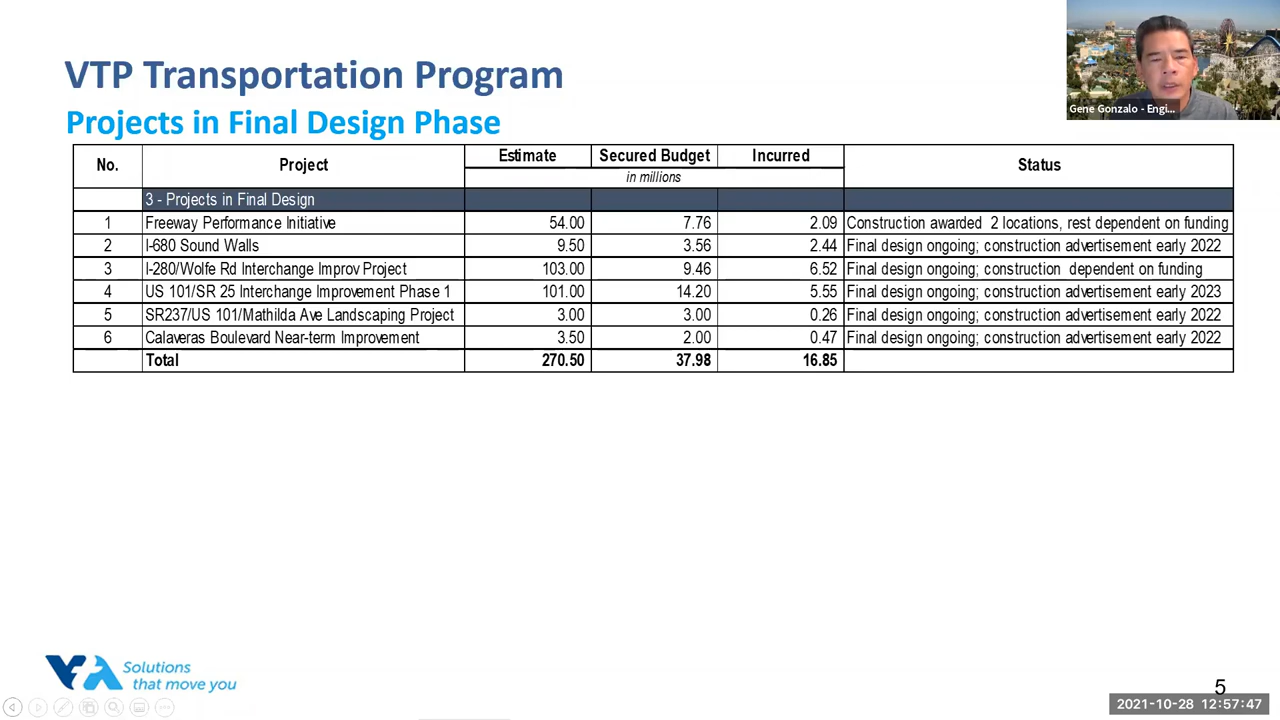 VTP Transportation Program
Projects in Final Design Phase
Gene Gonzalo - Engi...
No. Project Estimate Secured Budget Incurred Status
in millions
3 - Projects in Final Design
1 Freeway Performance Initiative 54.00 7.76 2.09 Construction awarded 2 locations, rest dependent on funding
2 I-680 Sound Walls 9.50 3.56 2.44 Final design ongoing; construction advertisement early 2022
3 I-280/Wolfe Rd Interchange Improv Project 103.00 9.46 6.52 Final design ongoing; construction dependent on funding
4 US 101/SR 25 Interchange Improvement Phase 1 101.00 14.20 5.55 Final design ongoing; construction advertisement early 2023
5 SR237/US 101/Mathilda Ave Landscaping Project 3.00 3.00 0.26 Final design ongoing; construction advertisement early 2022
6 Calaveras Boulevard Near-term Improvement 3.50 2.00 0.47 Final design ongoing; construction advertisement early 2022
Total 270.50 37.98 16.85
VTA Solutions
that move you
5
2021-10-28 12:57:47